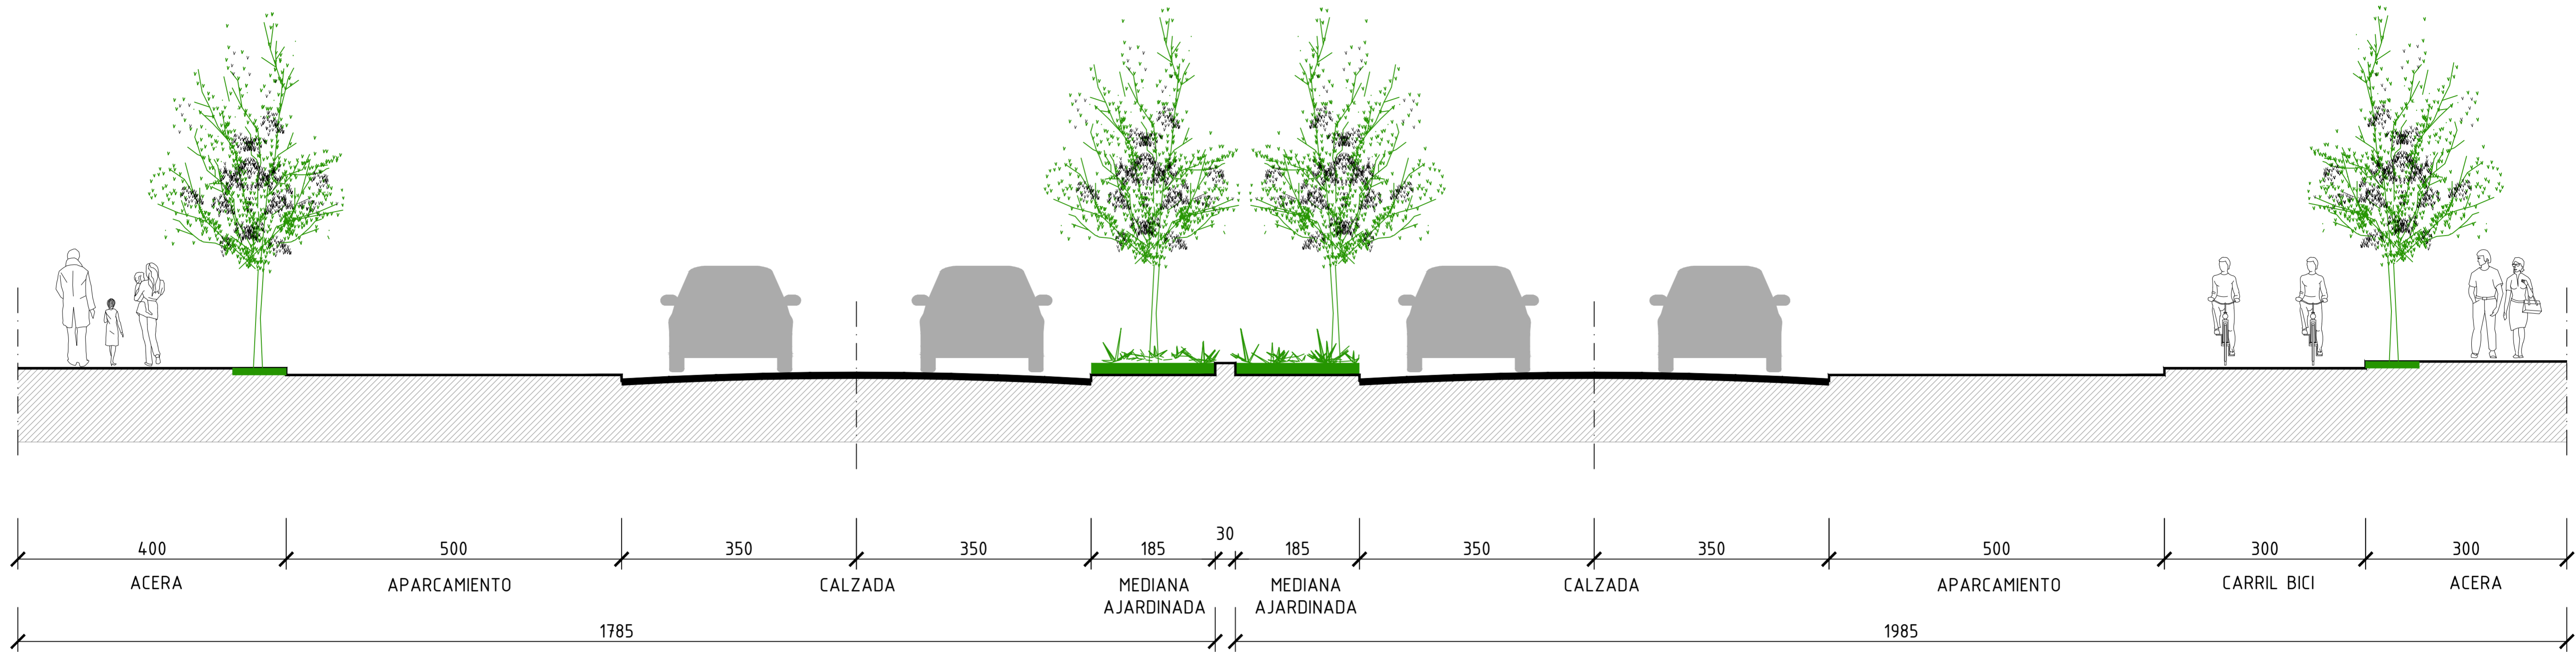 30
400 500 350 350 185 185 350 350 500 300 300
ACERA APARCAMIENTO CALZADA MEDIANA MEDIANA CALZADA APARCAMIENTO CARRIL BICI ACERA
AJARDINADA AJARDINADA
1785 1985